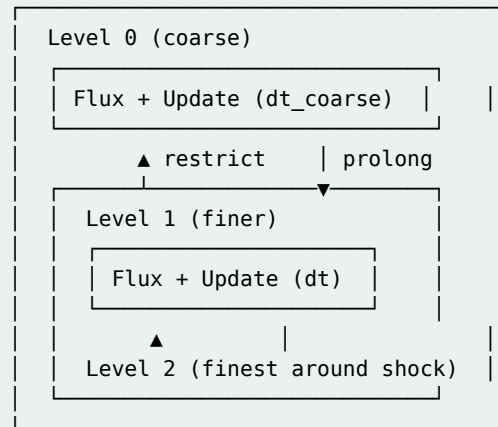 Level 0 (coarse)
Flux + Update (dt_coarse)
▲ restrict │ prolong
▼
Level 1 (finer)
Flux + Update (dt)
▲ │
Level 2 (finest around shock)